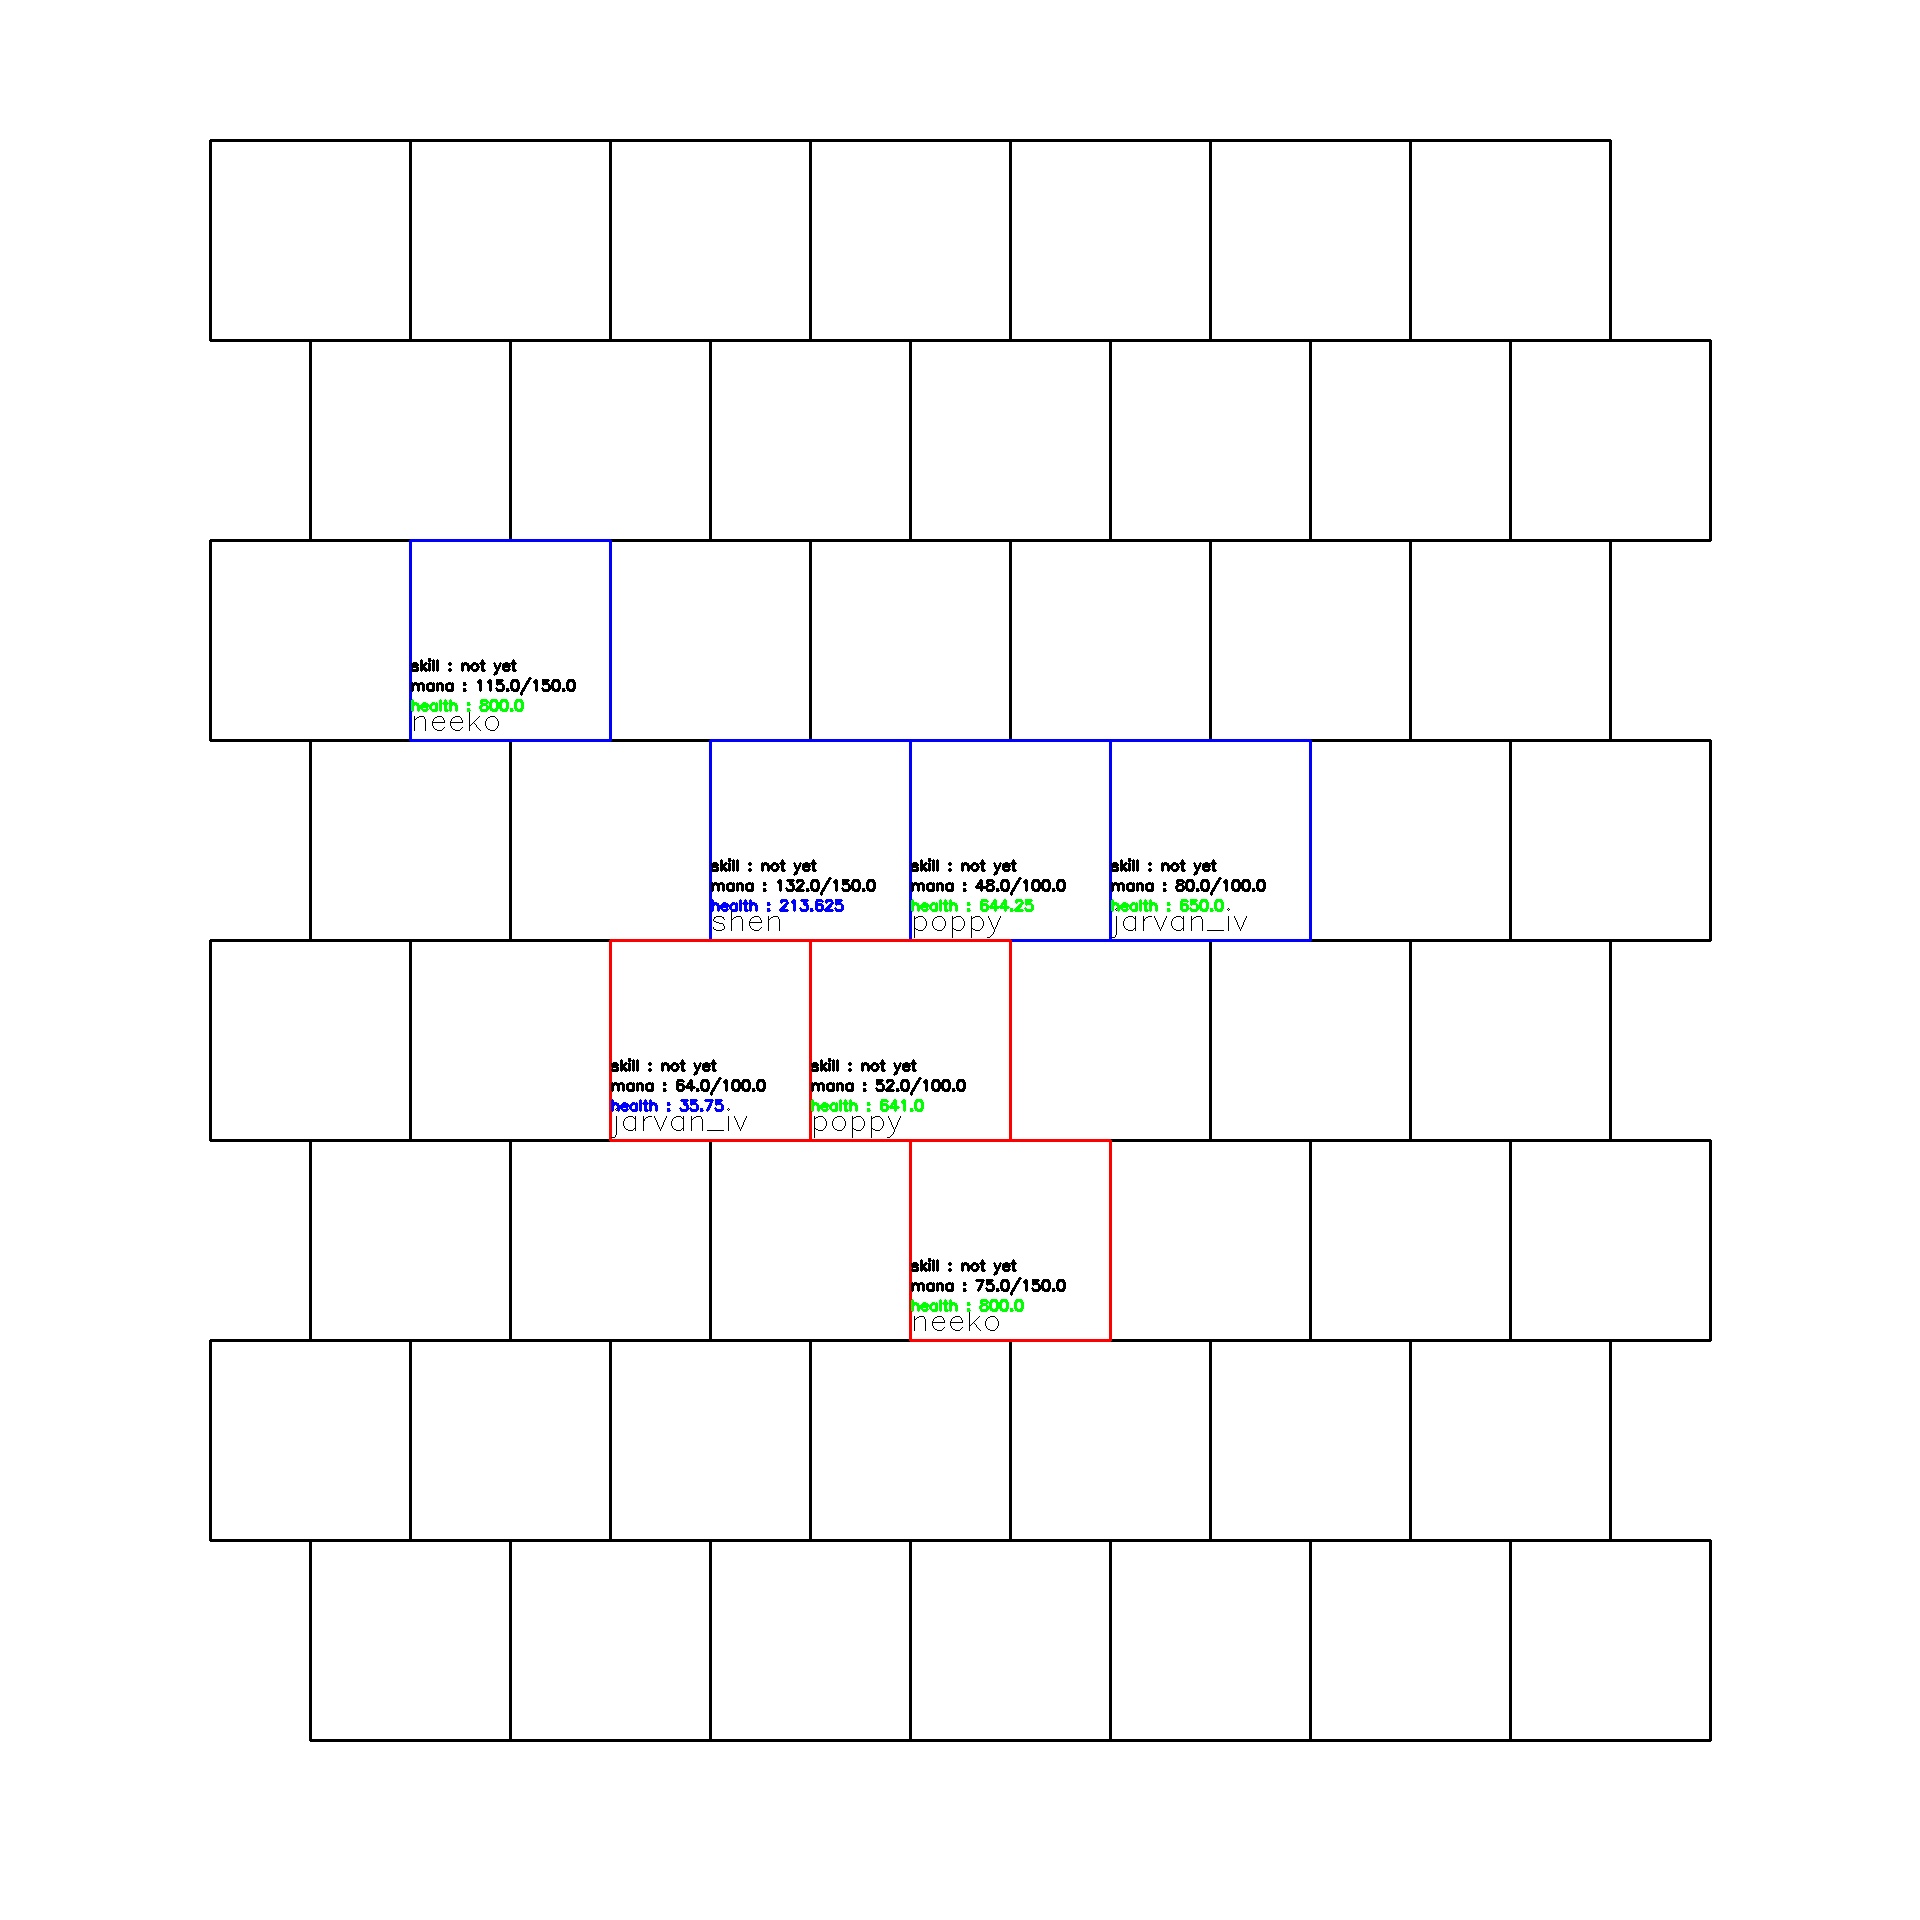 skill : not yet
mana : 115.0/150.0
health : 800.0
neeko
skill : not yet
mana : 132.0/150.0
health : 213.625
shen
skill : not yet
mana : 48.0/100.0
health : 644.25
poppy
skill : not yet
mana : 80.0/100.0
health : 650.0
jarvan_iv
skill : not yet
mana : 64.0/100.0
health : 35.75
jarvan_iv
skill : not yet
mana : 52.0/100.0
health : 641.0
poppy
skill : not yet
mana : 75.0/150.0
health : 800.0
neeko